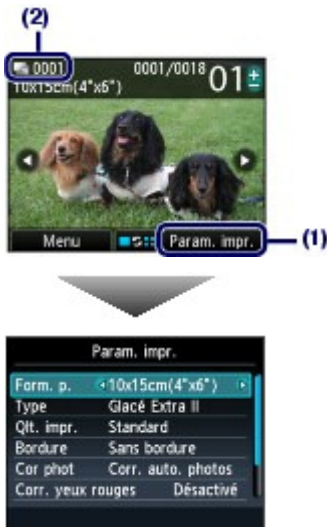 (2)
0001 0001/0018 01
10x15cm(4"x6")
Menu Param. impr. (1)
Param. impr.
Form. p. 10x15cm(4"x6")
Type Glacé Extra II
Qlt. impr. Standard
Bordure Sans bordure
Cor phot Corr. auto. photos
Corr. yeux rouges Désactivé